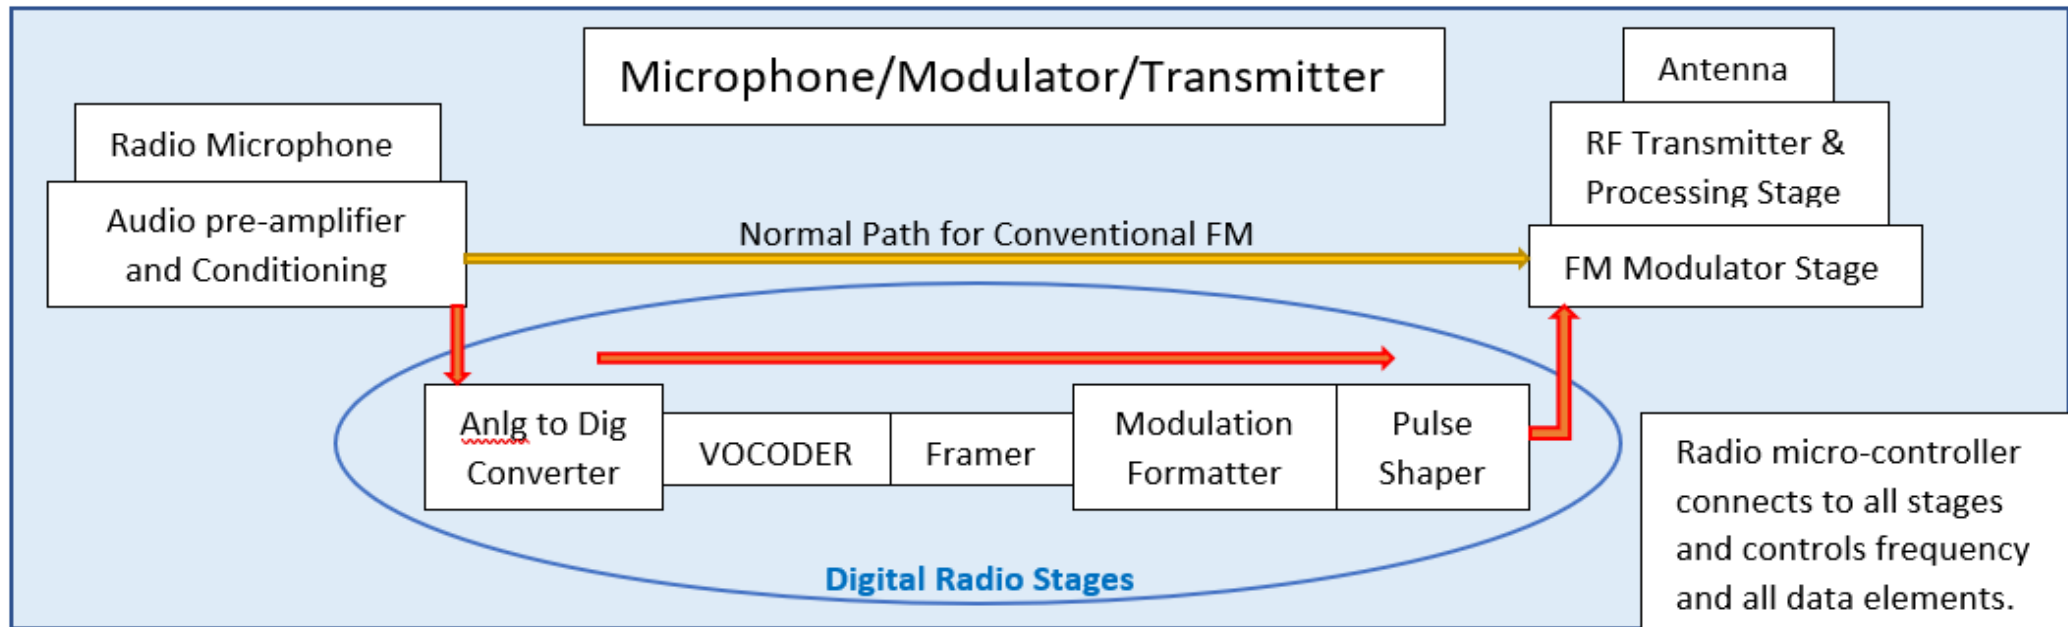 Microphone/Modulator/Transmitter
Antenna
Radio Microphone
RF Transmitter &
Processing Stage
Audio pre-amplifier
and Conditioning
Normal Path for Conventional FM
FM Modulator Stage
Anlg to Dig
Converter
VOCODER
Framer
Modulation
Formatter
Pulse
Shaper
Digital Radio Stages
Radio micro-controller
connects to all stages
and controls frequency
and all data elements.